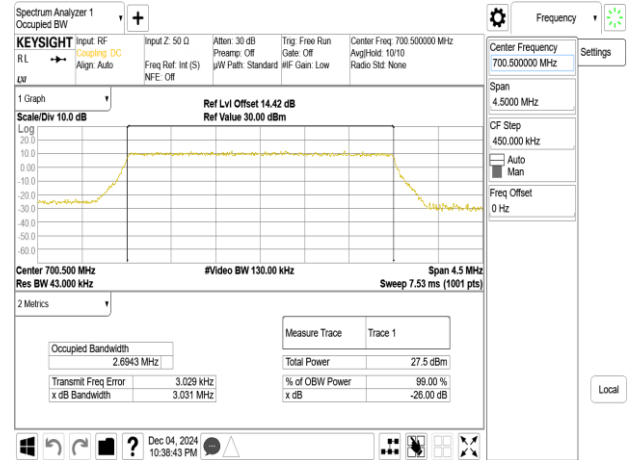 Spectrum Analyzer 1
Occupied BW
Frequency
KEYSIGHT
RL
LXI
Input: RF
Coupling: DC
Align: Auto
Input Z: 50 Ω
Freq Ref: Int (S)
NFE: Off
Atten: 30 dB
Preamp: Off
µW Path: Standard
Trig: Free Run
Gate: Off
#IF Gain: Low
Center Freq: 700.500000 MHz
Avg|Hold: 10/10
Radio Std: None
Center Frequency
700.500000 MHz
Settings
Span
4.5000 MHz
CF Step
450.000 kHz
Auto
Man
Freq Offset
0 Hz
1 Graph
Scale/Div 10.0 dB
Ref Lvl Offset 14.42 dB
Ref Value 30.00 dBm
Log
20.0
10.0
0.00
-10.0
-20.0
-30.0
-40.0
-50.0
-60.0
Center 700.500 MHz
Res BW 43.000 kHz
#Video BW 130.00 kHz
Span 4.5 MHz
Sweep 7.53 ms (1001 pts)
2 Metrics
Measure Trace Trace 1
Occupied Bandwidth
2.6943 MHz
Total Power 27.5 dBm
Transmit Freq Error 3.029 kHz
% of OBW Power 99.00 %
x dB Bandwidth 3.031 MHz
x dB -26.00 dB
Local
?
Dec 04, 2024
10:38:43 PM